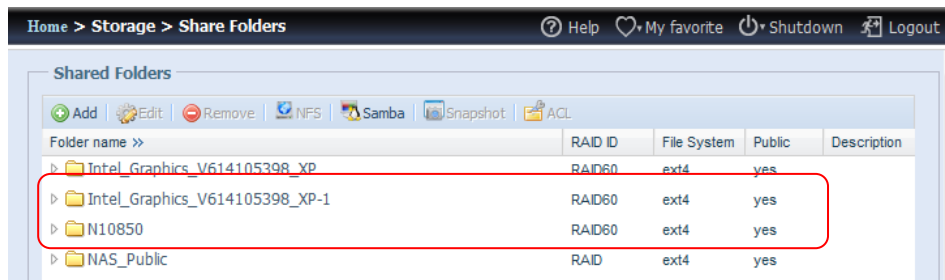 Home > Storage > Share Folders Help My favorite Shutdown Logout
Shared Folders
Add Edit Remove NFS Samba Snapshot ACL
Folder name >> RAID ID File System Public Description
Intel_Graphics_V614105398_XP RAID60 ext4 yes
Intel_Graphics_V614105398_XP-1 RAID60 ext4 yes
N10850 RAID60 ext4 yes
NAS_Public RAID ext4 yes